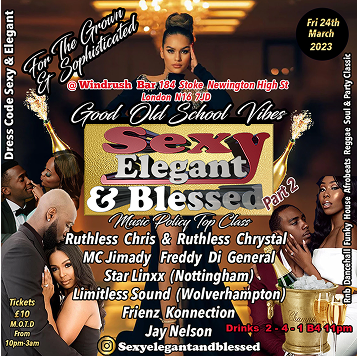 For The Grown
& Sophisticated
Fri 24th
March
2023
Dress Code Sexy & Elegant
@ Windrush Bar 184 Stoke Newington High St
London N16 7JD
Good Old School Vibes
Sexy
Elegant
& Blessed
Part 2
Music Policy Top Class
Rnb Dancehall Funky House Afrobeats Reggae Soul & Party Classic
Ruthless Chris & Ruthless Chrystal
MC Jimady Freddy Di General
Star Linxx (Nottingham)
Limitless Sound (Wolverhampton)
Frienz Konnection
Jay Nelson
Tickets
£10
M.O.T.D
From
10pm-3am
Drinks 2 - 4 - 1 B4 11pm
Sexyelegantandblessed